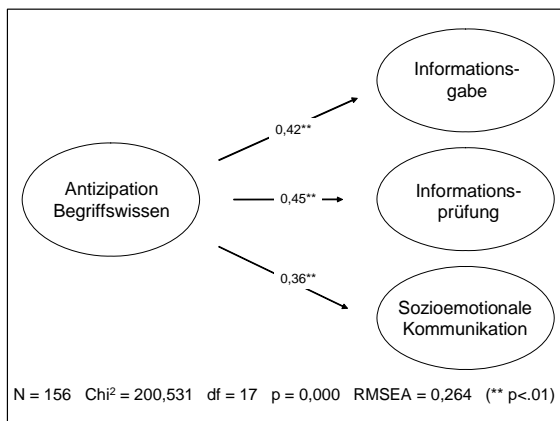 Informations-
gabe
0,42**
Antizipation
Begriffswissen
0,45**
Informations-
prüfung
0,36**
Sozioemotionale
Kommunikation
N = 156 Chi² = 200,531 df = 17 p = 0,000 RMSEA = 0,264 (** p<.01)